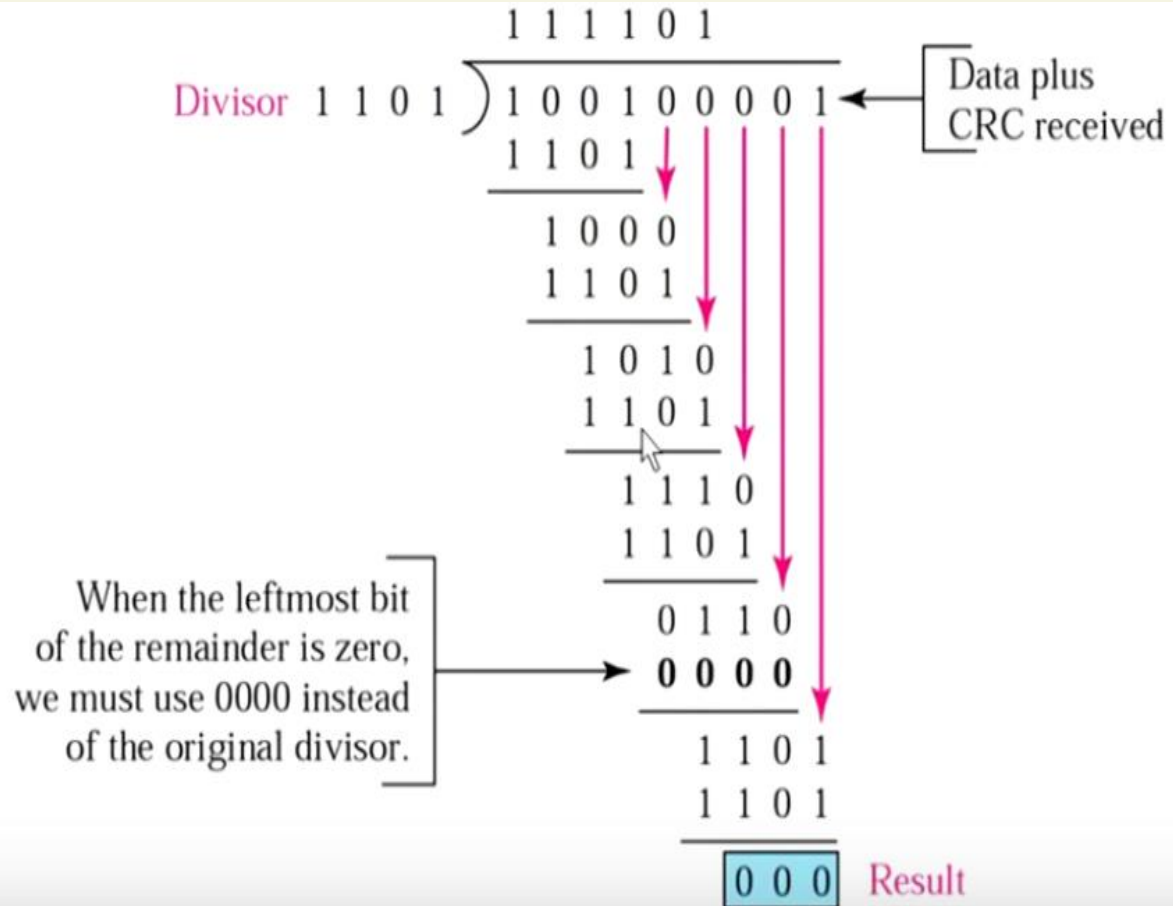 1 1 1 1 0 1
Divisor 1 1 0 1 ) 1 0 0 1 0 0 0 0 1
Data plus
CRC received
1 1 0 1
1 0 0 0
1 1 0 1
1 0 1 0
1 1 0 1
1 1 1 0
1 1 0 1
When the leftmost bit
of the remainder is zero,
we must use 0000 instead
of the original divisor.
0 1 1 0
0 0 0 0
1 1 0 1
1 1 0 1
0 0 0 Result